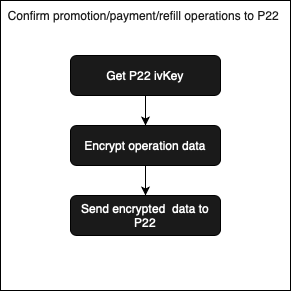 Confirm promotion/payment/refill operations to P22
Get P22 ivKey
Encrypt operation data
Send encrypted data to
P22